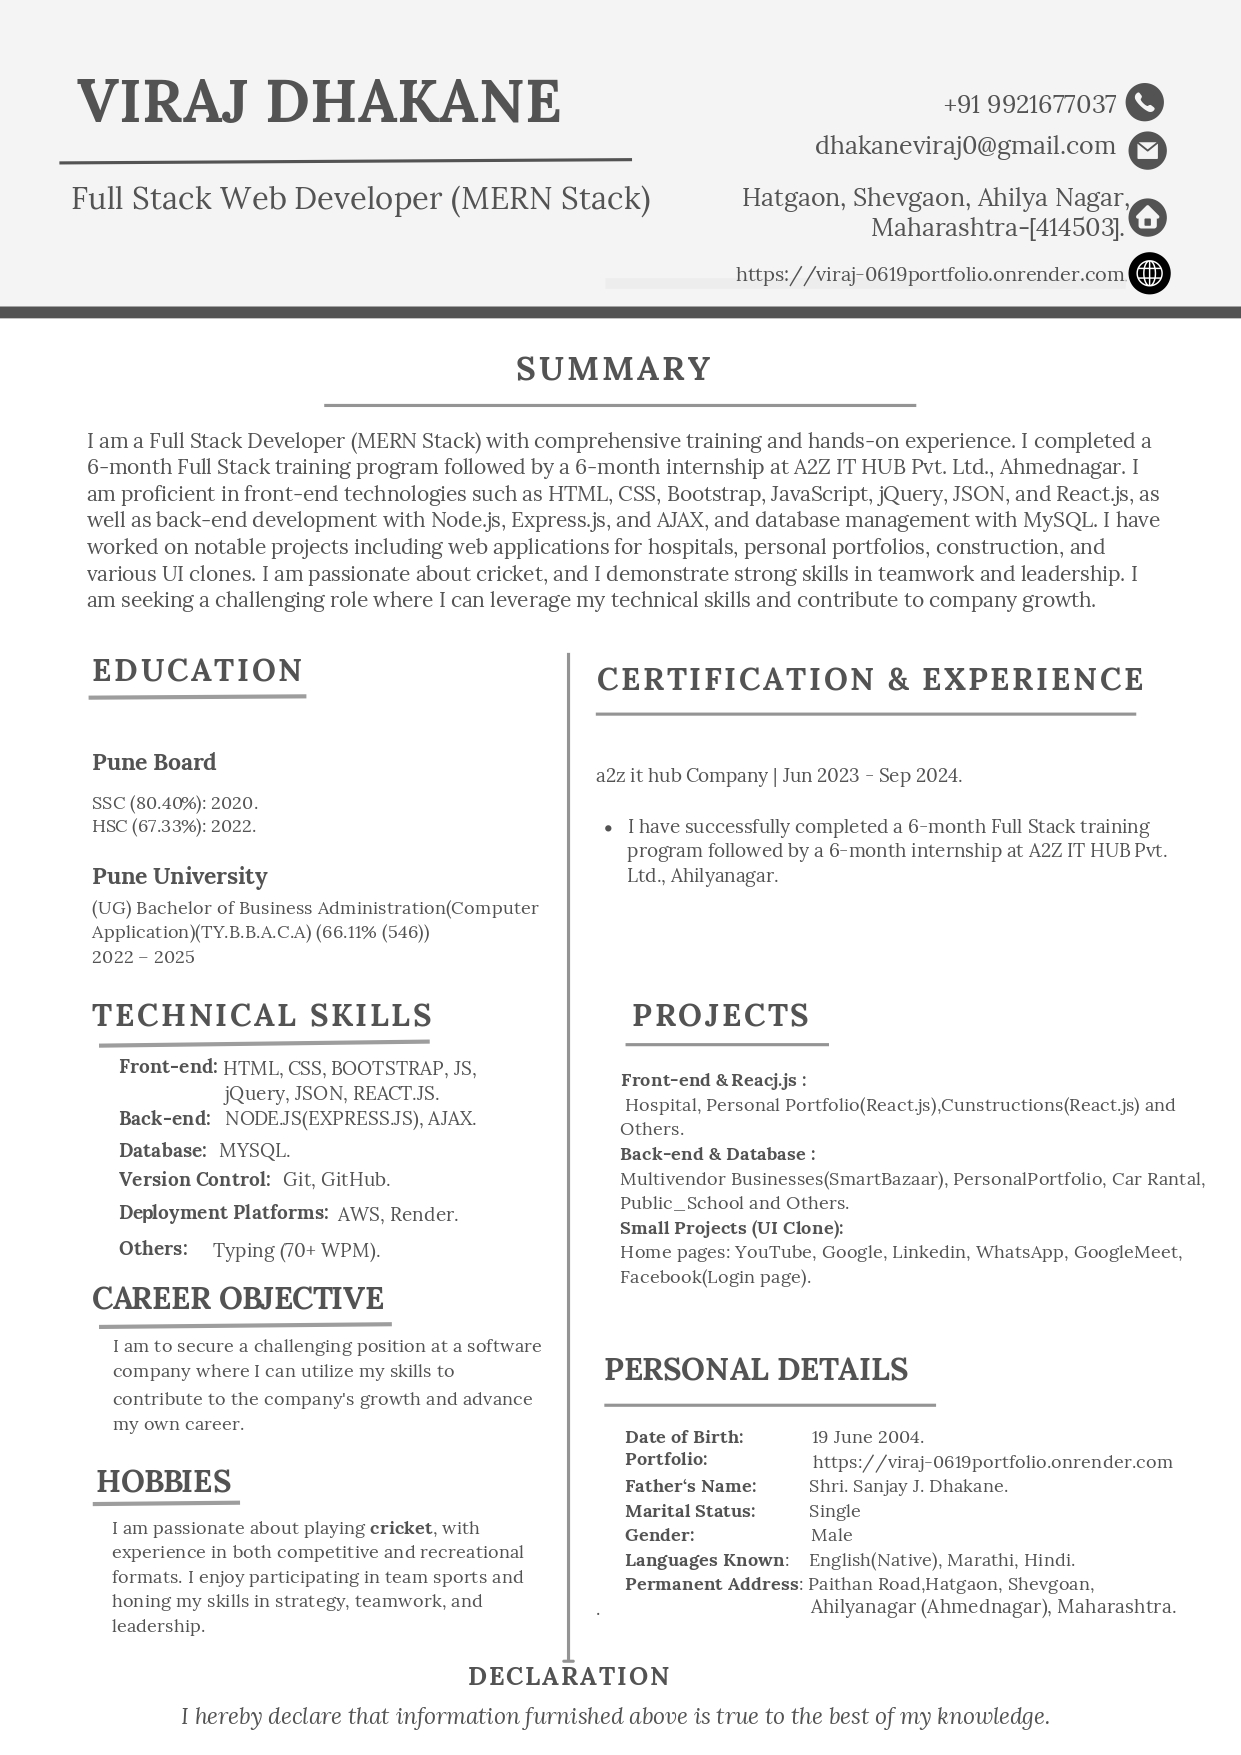 VIRAJ DHAKANE
Full Stack Web Developer (MERN Stack)
+91 9921677037
dhakaneviraj0@gmail.com
Hatgaon, Shevgaon, Ahilya Nagar,
Maharashtra-[414503].
https://viraj-0619portfolio.onrender.com
SUMMARY
I am a Full Stack Developer (MERN Stack) with comprehensive training and hands-on experience. I completed a
6-month Full Stack training program followed by a 6-month internship at A2Z IT HUB Pvt. Ltd., Ahmednagar. I
am proficient in front-end technologies such as HTML, CSS, Bootstrap, JavaScript, jQuery, JSON, and React.js, as
well as back-end development with Node.js, Express.js, and AJAX, and database management with MySQL. I have
worked on notable projects including web applications for hospitals, personal portfolios, construction, and
various UI clones. I am passionate about cricket, and I demonstrate strong skills in teamwork and leadership. I
am seeking a challenging role where I can leverage my technical skills and contribute to company growth.
EDUCATION
Pune Board
SSC (80.40%): 2020.
HSC (67.33%): 2022.
Pune University
(UG) Bachelor of Business Administration(Computer
Application)(TY.B.B.A.C.A) (66.11% (546))
2022 – 2025
TECHNICAL SKILLS
Front-end: HTML, CSS, BOOTSTRAP, JS,
jQuery, JSON, REACT.JS.
Back-end: NODE.JS(EXPRESS.JS), AJAX.
Database: MYSQL.
Version Control: Git, GitHub.
Deployment Platforms: AWS, Render.
Others: Typing (70+ WPM).
CAREER OBJECTIVE
I am to secure a challenging position at a software
company where I can utilize my skills to
contribute to the company's growth and advance
my own career.
HOBBIES
I am passionate about playing cricket, with
experience in both competitive and recreational
formats. I enjoy participating in team sports and
honing my skills in strategy, teamwork, and
leadership.
CERTIFICATION & EXPERIENCE
a2z it hub Company | Jun 2023 - Sep 2024.
• I have successfully completed a 6-month Full Stack training
program followed by a 6-month internship at A2Z IT HUB Pvt.
Ltd., Ahilyanagar.
PROJECTS
Front-end & Reacj.js :
Hospital, Personal Portfolio(React.js),Cunstructions(React.js) and
Others.
Back-end & Database :
Multivendor Businesses(SmartBazaar), PersonalPortfolio, Car Rantal,
Public_School and Others.
Small Projects (UI Clone):
Home pages: YouTube, Google, Linkedin, WhatsApp, GoogleMeet,
Facebook(Login page).
PERSONAL DETAILS
Date of Birth: 19 June 2004.
Portfolio: https://viraj-0619portfolio.onrender.com
Father‘s Name: Shri. Sanjay J. Dhakane.
Marital Status: Single
Gender: Male
Languages Known: English(Native), Marathi, Hindi.
Permanent Address: Paithan Road,Hatgaon, Shevgoan,
. Ahilyanagar (Ahmednagar), Maharashtra.
DECLARATION
I hereby declare that information furnished above is true to the best of my knowledge.